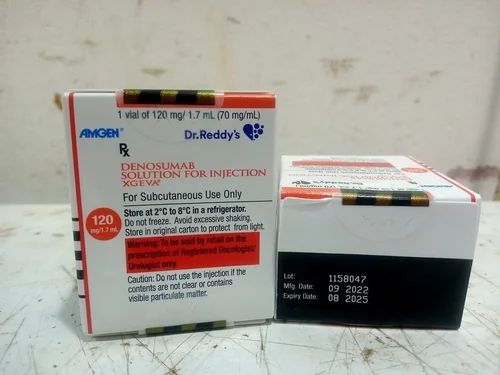 1 vial of 120 mg/ 1.7 mL (70 mg/mL)
AMGEN® Dr.Reddy's
Rx
DENOSUMAB
SOLUTION FOR INJECTION
XGEVA®
For Subcutaneous Use Only
120
mg/1.7 mL
Store at 2°C to 8°C in a refrigerator.
Do not freeze. Avoid excessive shaking.
Store in original carton to protect from light.
Warning: To be sold by retail on the
prescription of Registered Oncologist/
Urologist only.
Caution: Do not use the injection if the
contents are not clear or contains
visible particulate matter.
AMGEN Dr.Reddy's
Lot: 1158047
Mfg. Date: 09 2022
Expiry Date: 08 2025